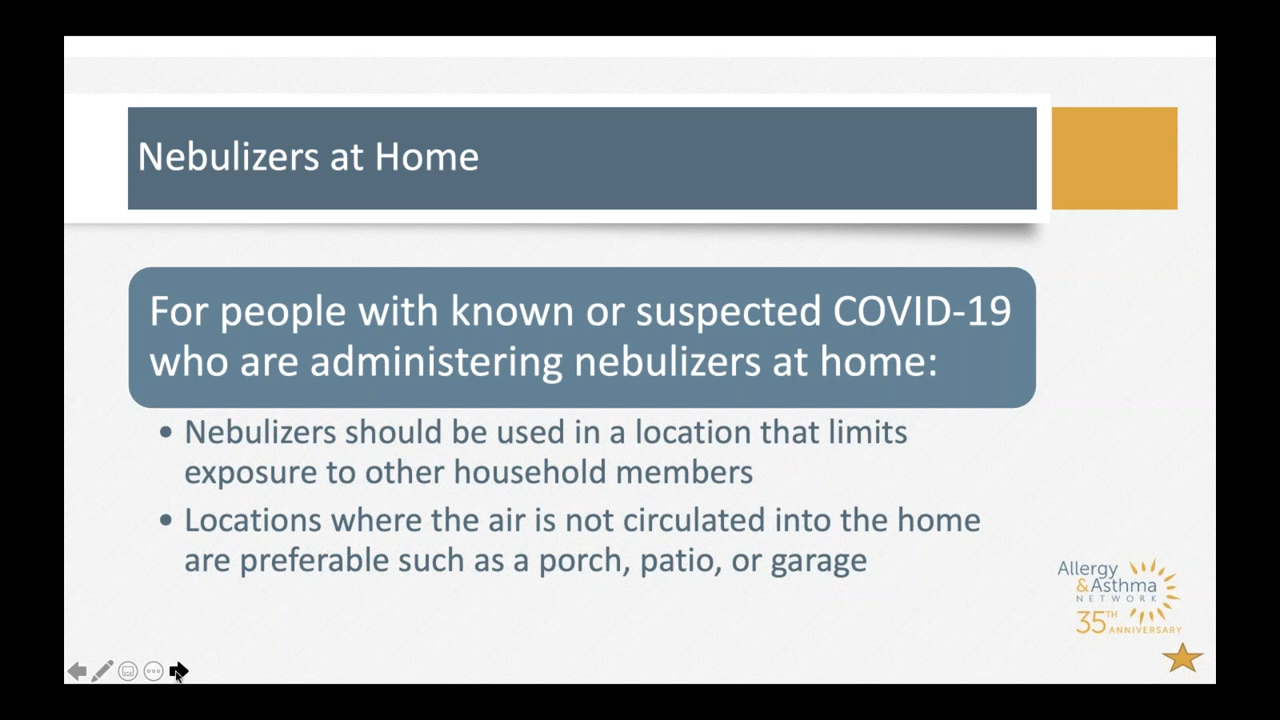 Nebulizers at Home
For people with known or suspected COVID-19
who are administering nebulizers at home:
• Nebulizers should be used in a location that limits
exposure to other household members
• Locations where the air is not circulated into the home
are preferable such as a porch, patio, or garage
Allergy
&Asthma
NETWORK
35TH ANNIVERSARY